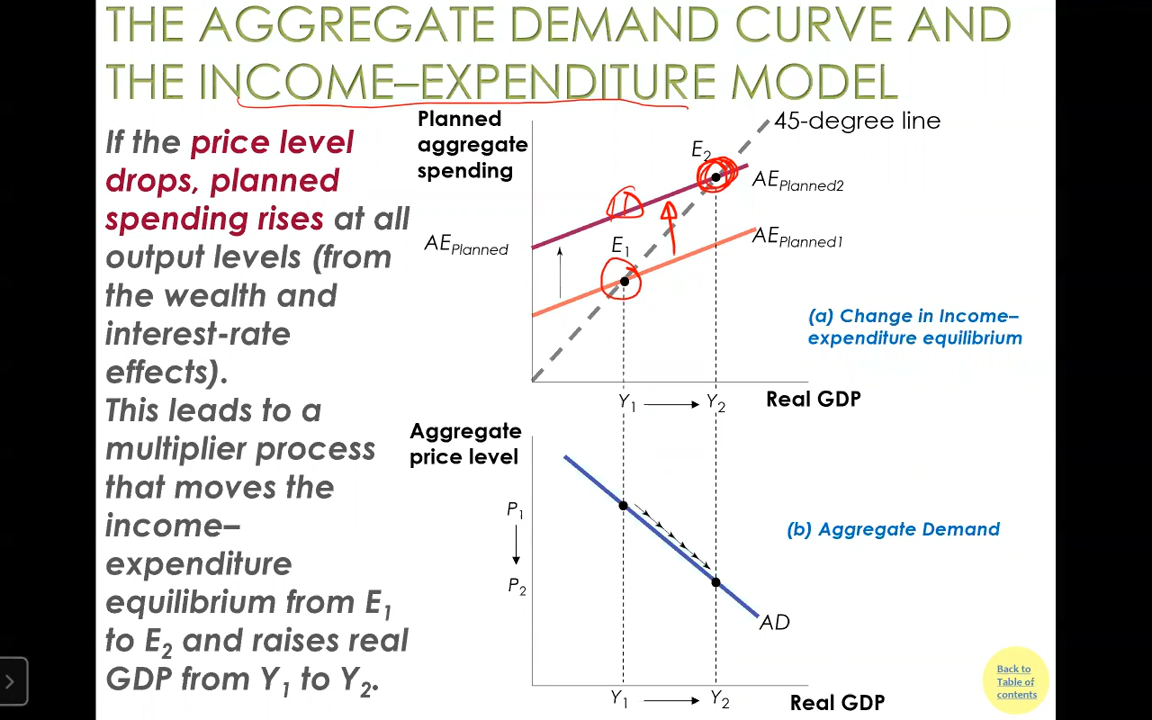 THE AGGREGATE DEMAND CURVE AND
THE INCOME–EXPENDITURE MODEL
If the price level
drops, planned
spending rises at all
output levels (from
the wealth and
interest-rate
effects).
This leads to a
multiplier process
that moves the
income–
expenditure
equilibrium from E1
to E2 and raises real
GDP from Y1 to Y2.
Planned
aggregate
spending
45-degree line
E2
AEPlanned2
AEPlanned
E1
AEPlanned1
(a) Change in Income–
expenditure equilibrium
Y1
Y2
Real GDP
Aggregate
price level
P1
P2
(b) Aggregate Demand
AD
Y1
Y2
Real GDP
Back to
Table of
contents